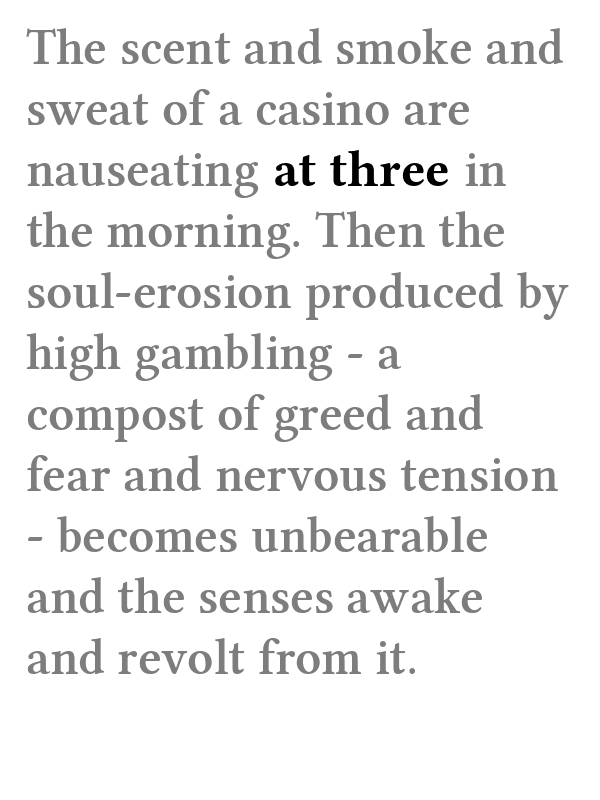 The scent and smoke and
sweat of a casino are
nauseating at three in
the morning. Then the
soul-erosion produced by
high gambling - a
compost of greed and
fear and nervous tension
- becomes unbearable
and the senses awake
and revolt from it.